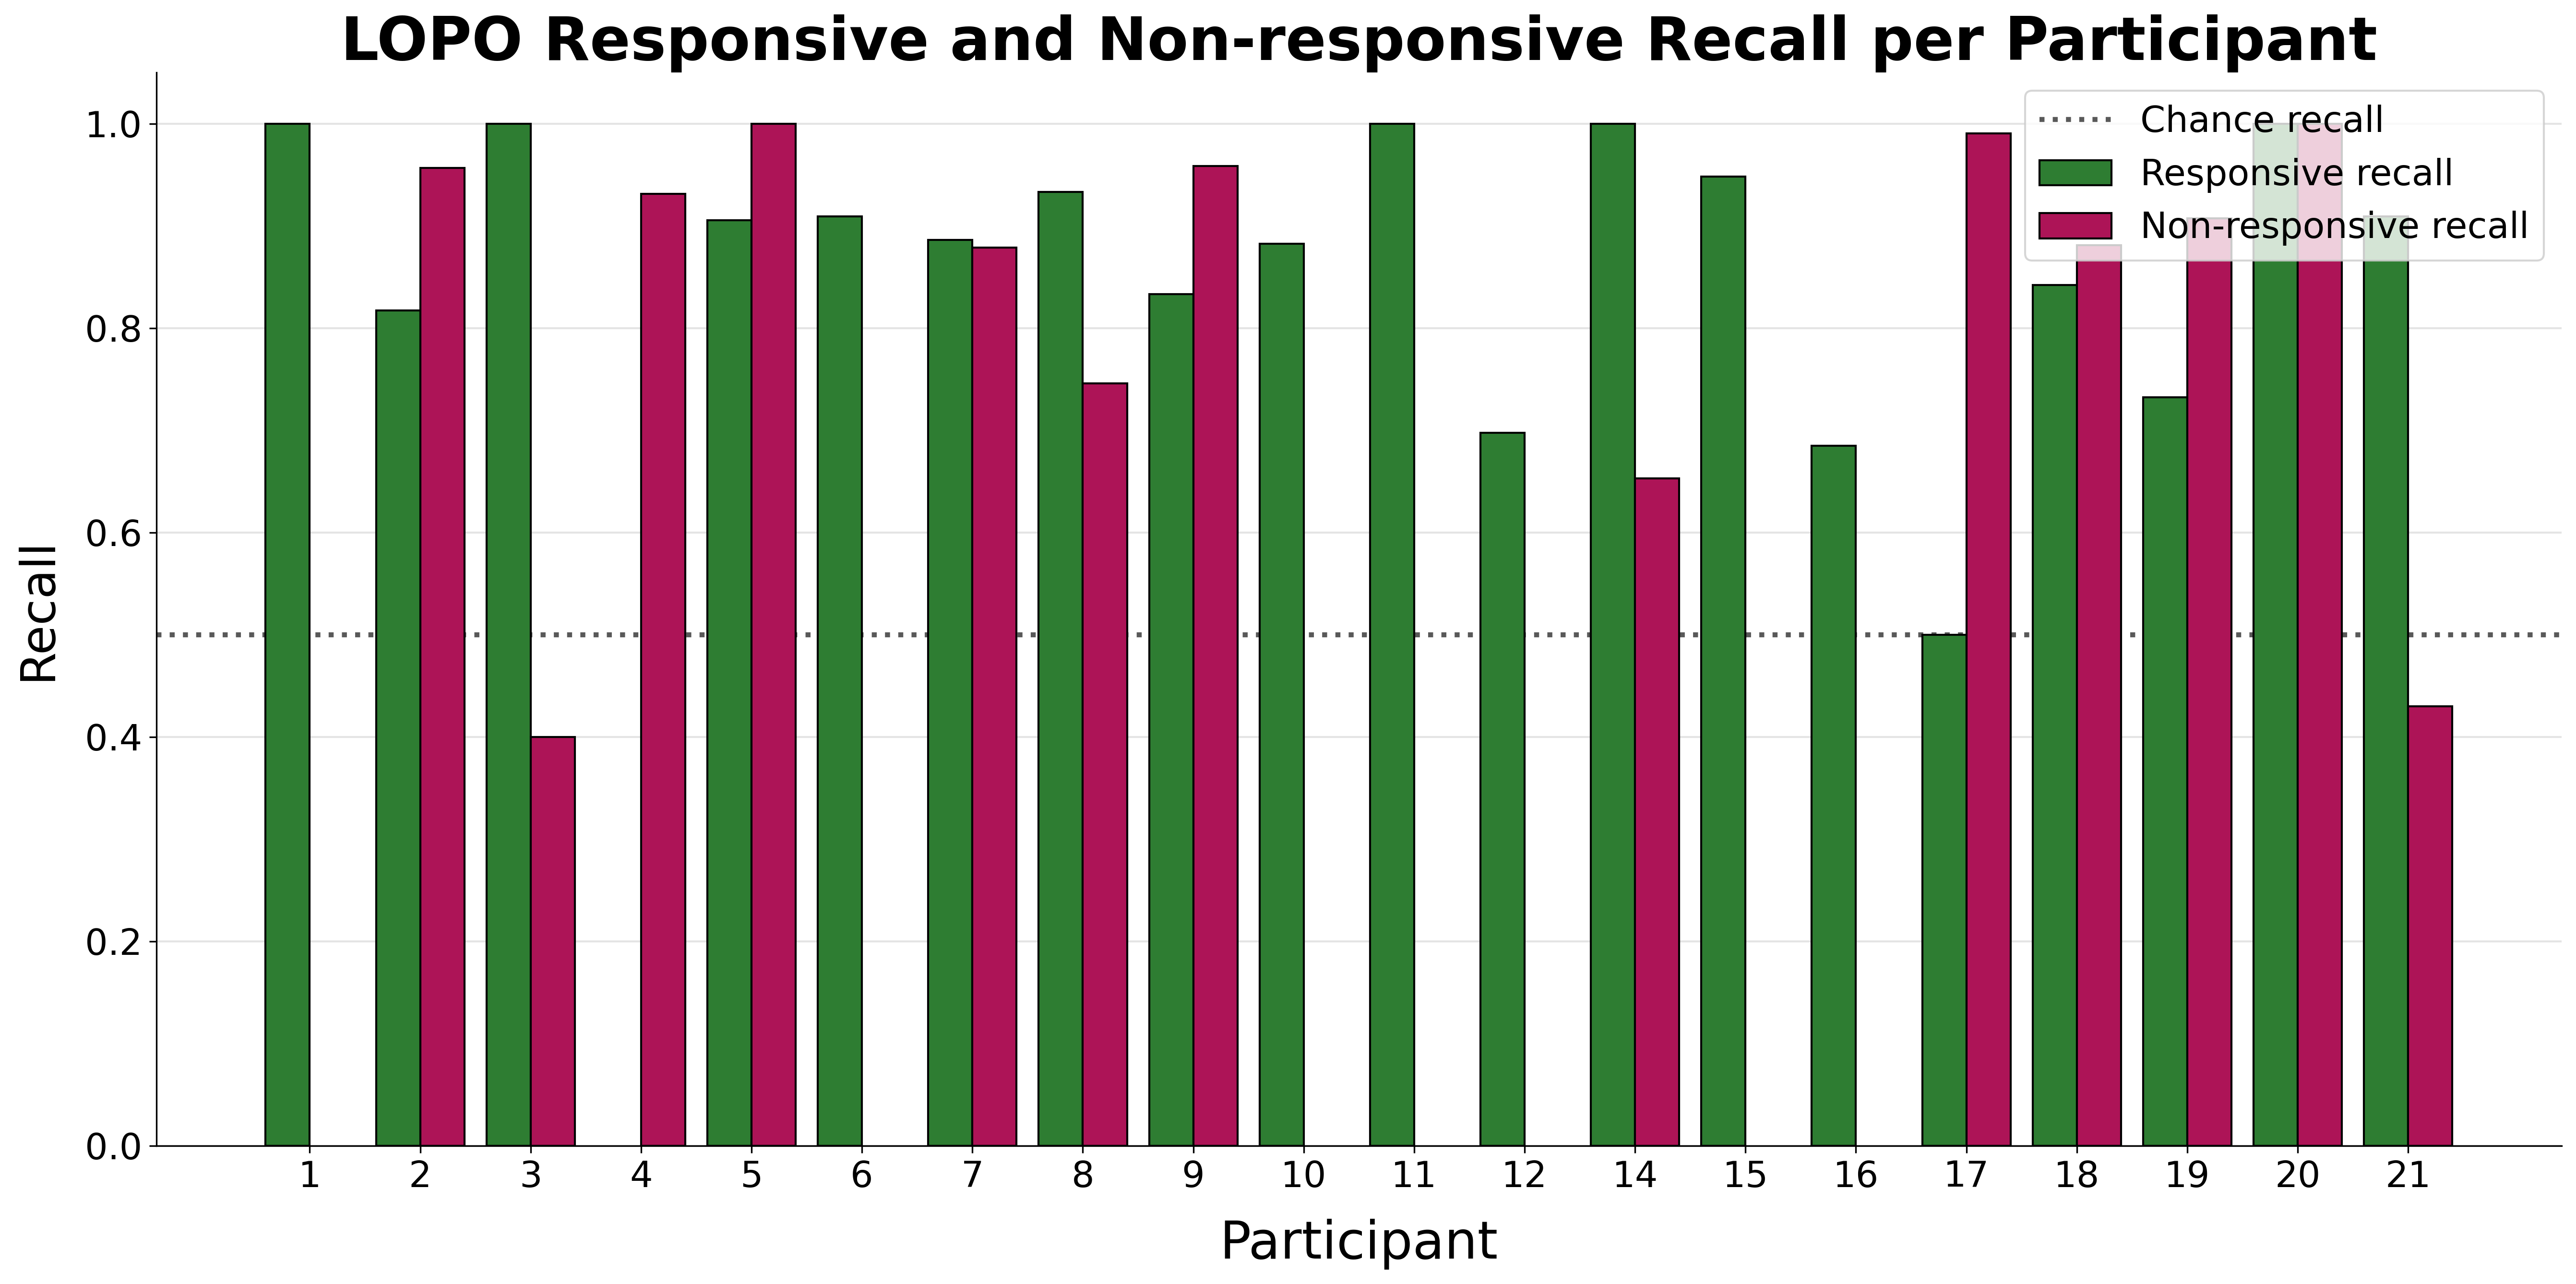 LOPO Responsive and Non-responsive Recall per Participant
Chance recall
Responsive recall
Non-responsive recall
1.0
0.8
0.6
0.4
0.2
0.0
Recall
1 2 3 4 5 6 7 8 9 10 11 12 14 15 16 17 18 19 20 21
Participant